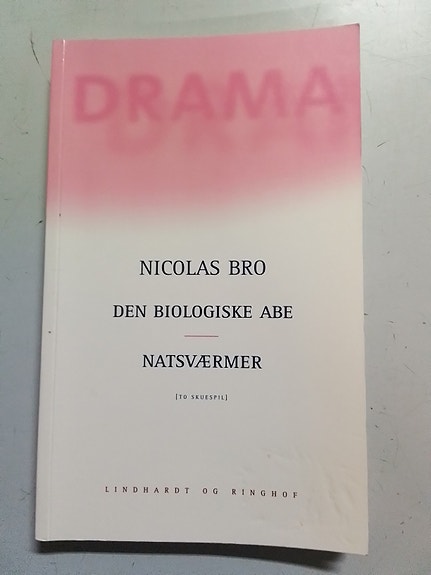 DRAMA
NICOLAS BRO
DEN BIOLOGISKE ABE
NATSVÆRMER
[TO SKUESPIL]
LINDHARDT OG RINGHOF